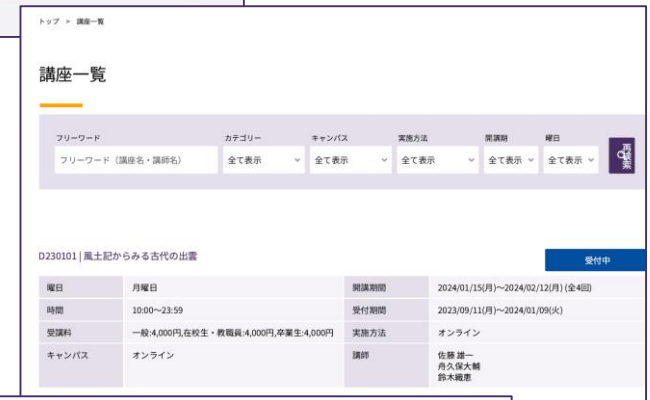 トップ > 講座一覧
講座一覧
フリーワード カテゴリー キャンパス 実施方法 開講期 曜日
フリーワード（講座名・講師名） 全て表示 全て表示 全て表示 全て表示 全て表示 再検索
D230101 | 風土記からみる古代の出雲 受付中
曜日 月曜日 開講期間 2024/01/15(月)～2024/02/12(月) (全4回)
時間 10:00～23:59 受付期間 2023/09/11(月)～2024/01/09(火)
受講料 一般:4,000円,在校生・教職員:4,000円,卒業生:4,000円 実施方法 オンライン
キャンパス オンライン 講師 佐藤 雄一
舟久保大輔
鈴木織恵